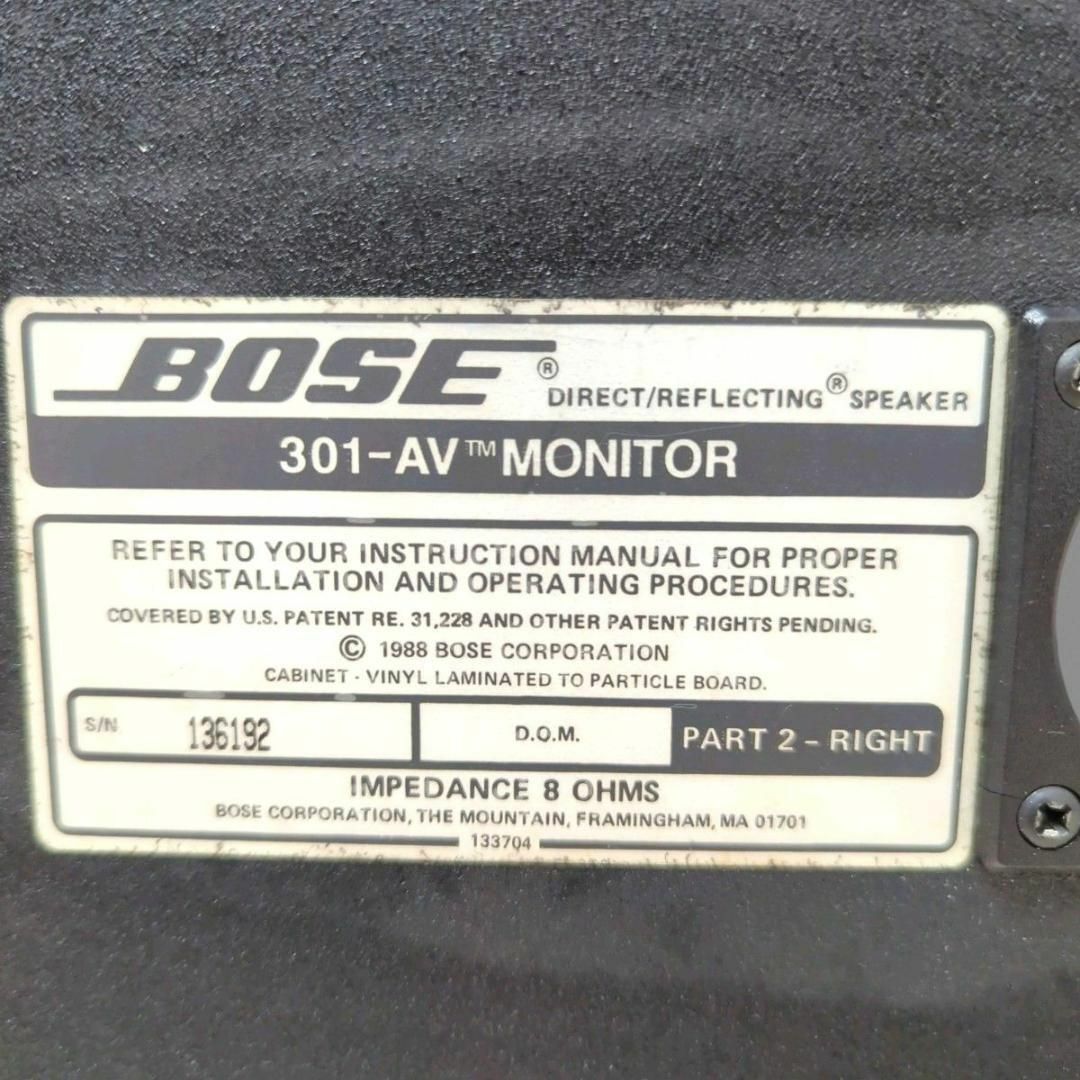 BOSE® DIRECT/REFLECTING® SPEAKER
301-AV™ MONITOR
REFER TO YOUR INSTRUCTION MANUAL FOR PROPER
INSTALLATION AND OPERATING PROCEDURES.
COVERED BY U.S. PATENT RE. 31,228 AND OTHER PATENT RIGHTS PENDING.
© 1988 BOSE CORPORATION
CABINET - VINYL LAMINATED TO PARTICLE BOARD.
S/N 136192 D.O.M. PART 2 - RIGHT
IMPEDANCE 8 OHMS
BOSE CORPORATION, THE MOUNTAIN, FRAMINGHAM, MA 01701
133704